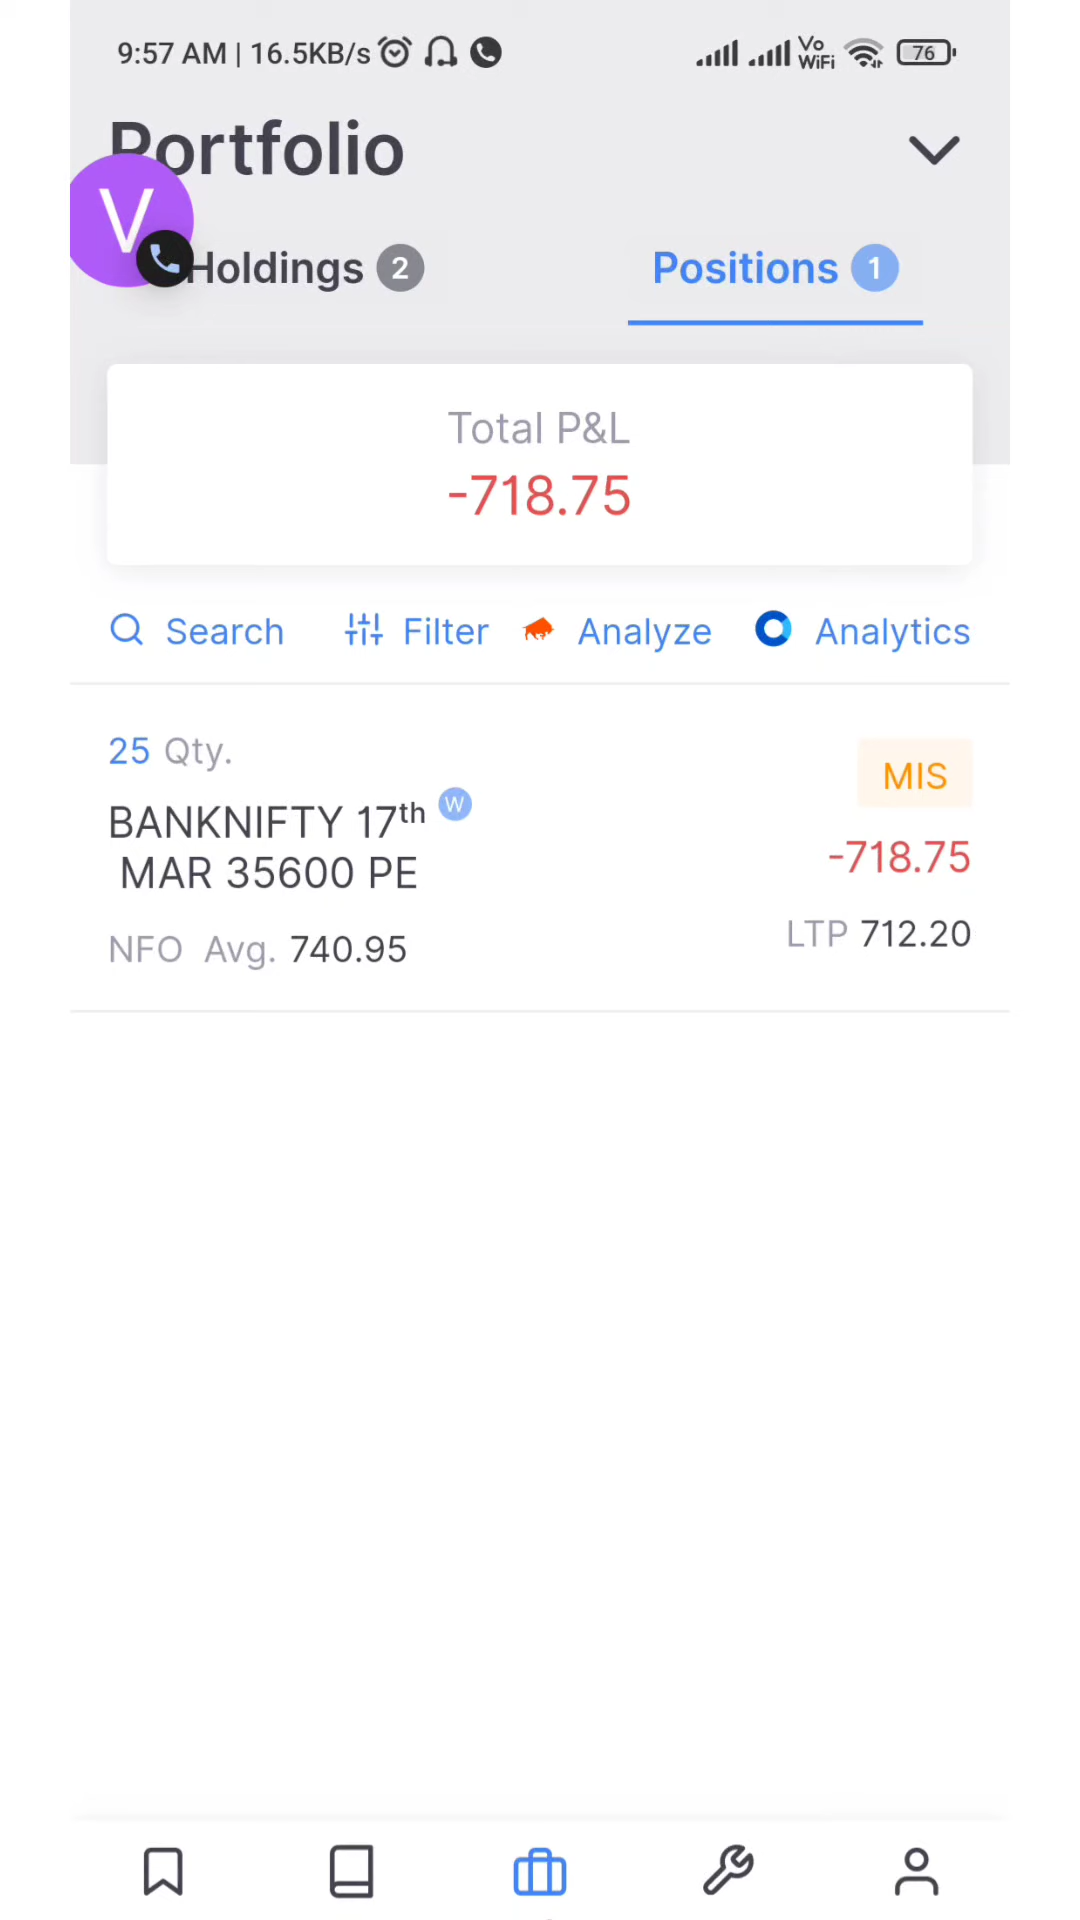 9:57 AM | 16.5KB/s Vo WiFi 76
Portfolio
V
Holdings 2 Positions 1
Total P&L
-718.75
Search Filter Analyze Analytics
25 Qty. MIS
BANKNIFTY 17th W
MAR 35600 PE -718.75
NFO Avg. 740.95 LTP 712.20